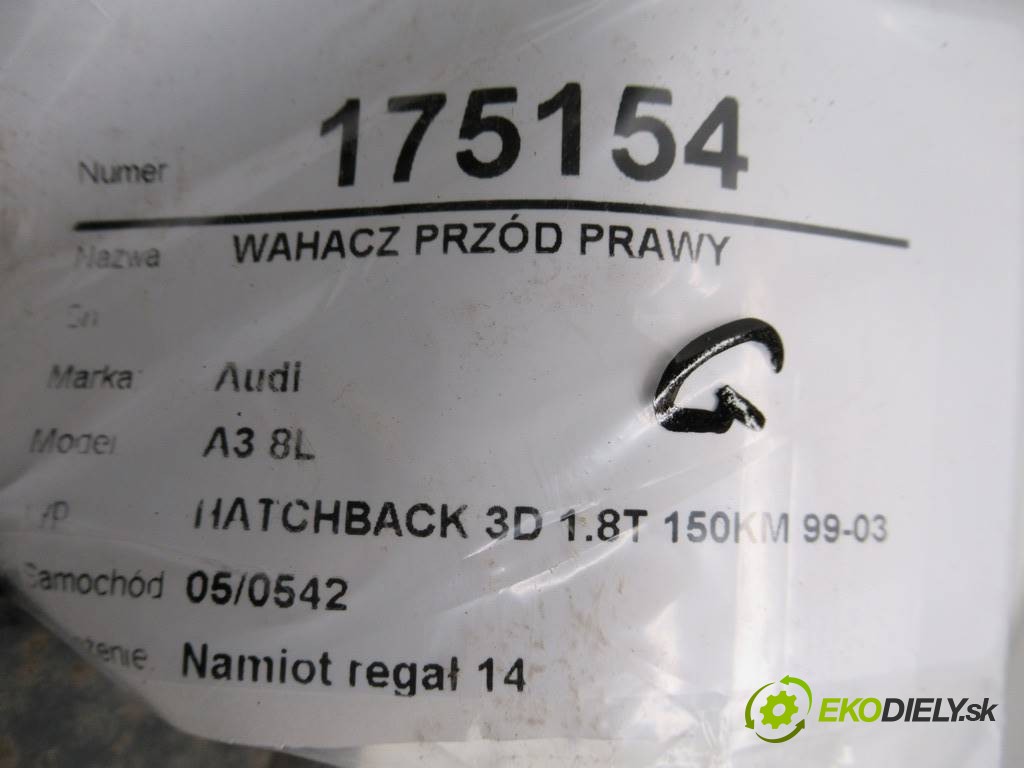 Numer 175154
Nazwa WAHACZ PRZÓD PRAWY
Sn
Marka: Audi
Model A3 8L
HATCHBACK 3D 1.8T 150KM 99-03
Samochód 05/0542
Namiot regał 14
G
EKODIELY.sk